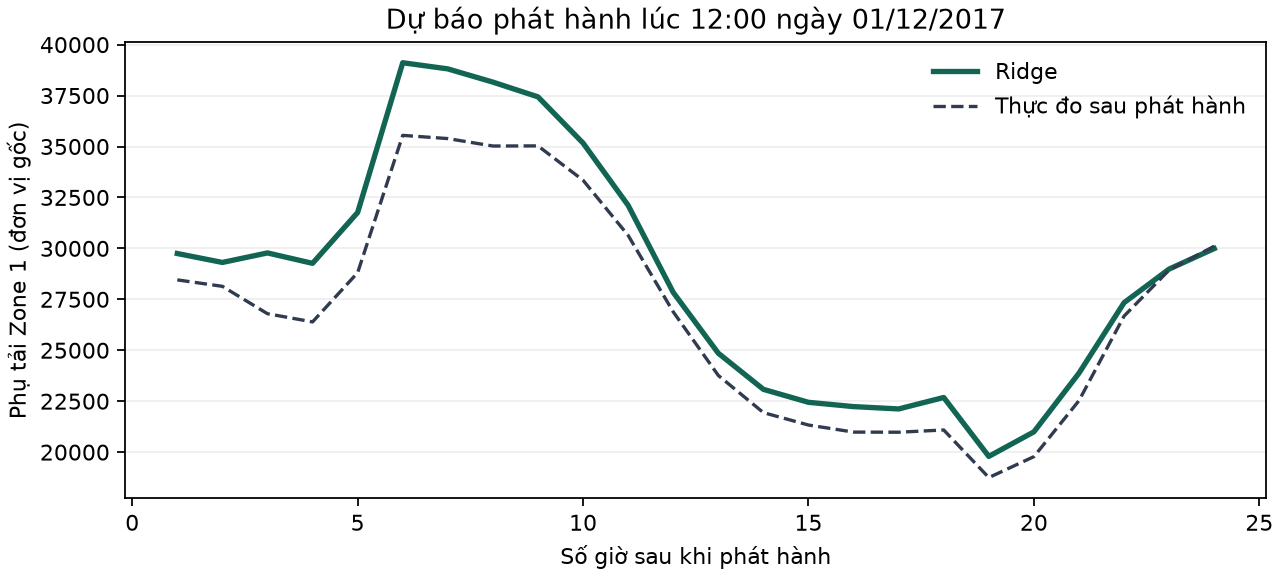 Dự báo phát hành lúc 12:00 ngày 01/12/2017
Phụ tải Zone 1 (đơn vị gốc)
40000
37500
35000
32500
30000
27500
25000
22500
20000
Ridge
Thực đo sau phát hành
0 5 10 15 20 25
Số giờ sau khi phát hành